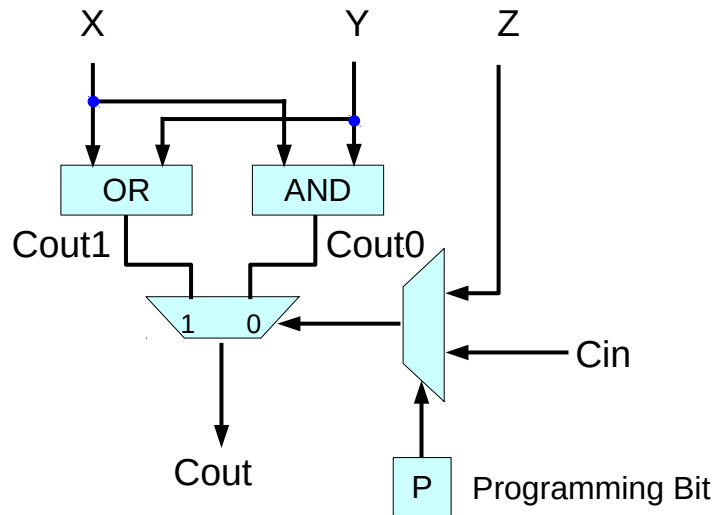 X Y Z
OR AND
Cout1 Cout0
1 0
Cin
Cout
P Programming Bit